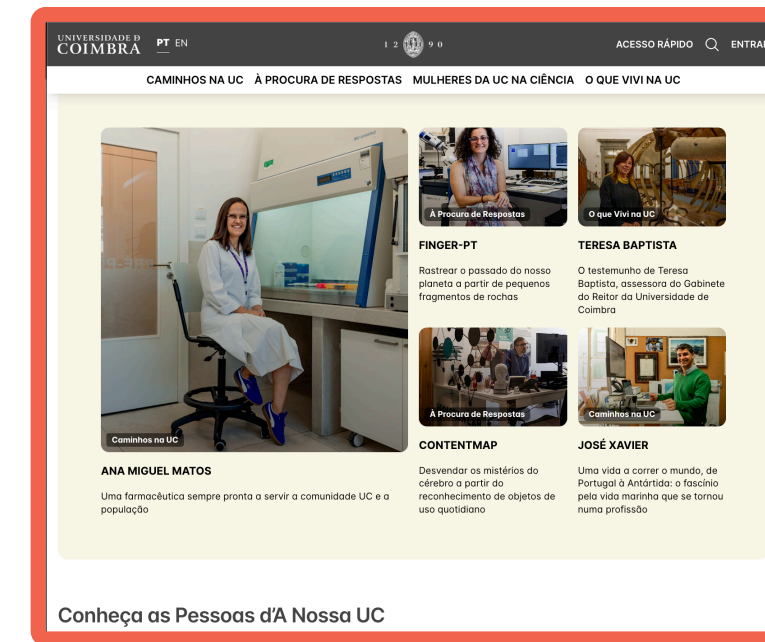 UNIVERSIDADE D
COIMBRA
PT EN
1 2 9 0
ACESSO RÁPIDO
ENTRAR
CAMINHOS NA UC À PROCURA DE RESPOSTAS MULHERES DA UC NA CIÊNCIA O QUE VIVI NA UC
Caminhos na UC
ANA MIGUEL MATOS
Uma farmacêutica sempre pronta a servir a comunidade UC e a
população
À Procura de Respostas
FINGER-PT
Rastrear o passado do nosso
planeta a partir de pequenos
fragmentos de rochas
O que Vivi na UC
TERESA BAPTISTA
O testemunho de Teresa
Baptista, assessora do Gabinete
do Reitor da Universidade de
Coimbra
À Procura de Respostas
CONTENTMAP
Desvendar os mistérios do
cérebro a partir do
reconhecimento de objetos de
uso quotidiano
Caminhos na UC
JOSÉ XAVIER
Uma vida a correr o mundo, de
Portugal à Antártida: o fascínio
pela vida marinha que se tornou
numa profissão
Conheça as Pessoas d'A Nossa UC